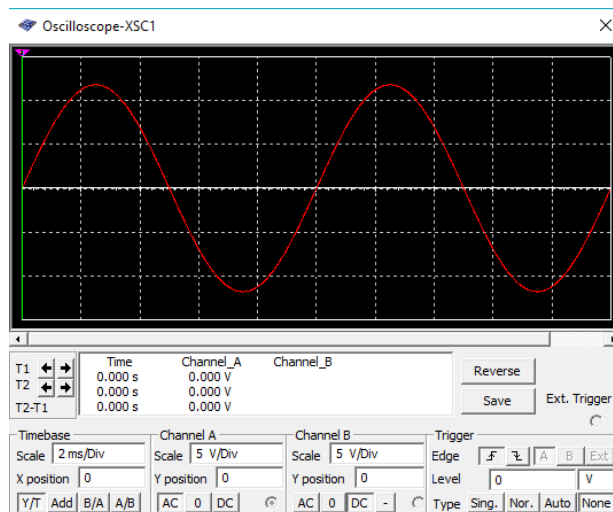 Oscilloscope-XSC1
Time Channel_A Channel_B
T1 0.000 s 0.000 V
T2 0.000 s 0.000 V
T2-T1 0.000 s 0.000 V
Reverse
Save
Ext. Trigger
Timebase
Scale 2 ms/Div
X position 0
Y/T Add B/A A/B
Channel A
Scale 5 V/Div
Y position 0
AC 0 DC
Channel B
Scale 5 V/Div
Y position 0
AC 0 DC -
Trigger
Edge A B Ext
Level 0 V
Type Sing. Nor. Auto None